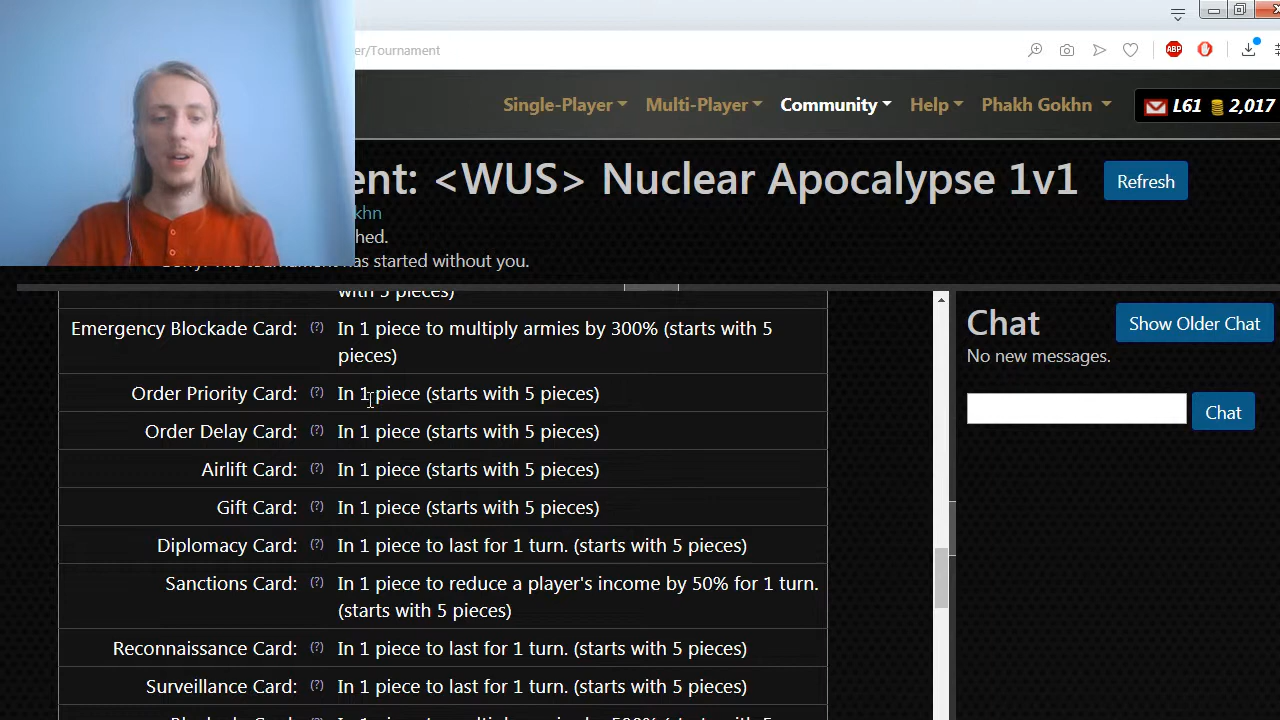 er/Tournament
ABP
Single-Player Multi-Player Community Help Phakh Gokhn L61 2,017
ent: <WUS> Nuclear Apocalypse 1v1 Refresh
khn
hed.
has started without you.
with 5 pieces)
Emergency Blockade Card: (?) In 1 piece to multiply armies by 300% (starts with 5
pieces)
Order Priority Card: (?) In 1 piece (starts with 5 pieces)
Order Delay Card: (?) In 1 piece (starts with 5 pieces)
Airlift Card: (?) In 1 piece (starts with 5 pieces)
Gift Card: (?) In 1 piece (starts with 5 pieces)
Diplomacy Card: (?) In 1 piece to last for 1 turn. (starts with 5 pieces)
Sanctions Card: (?) In 1 piece to reduce a player's income by 50% for 1 turn.
(starts with 5 pieces)
Reconnaissance Card: (?) In 1 piece to last for 1 turn. (starts with 5 pieces)
Surveillance Card: (?) In 1 piece to last for 1 turn. (starts with 5 pieces)
Chat Show Older Chat
No new messages.
Chat